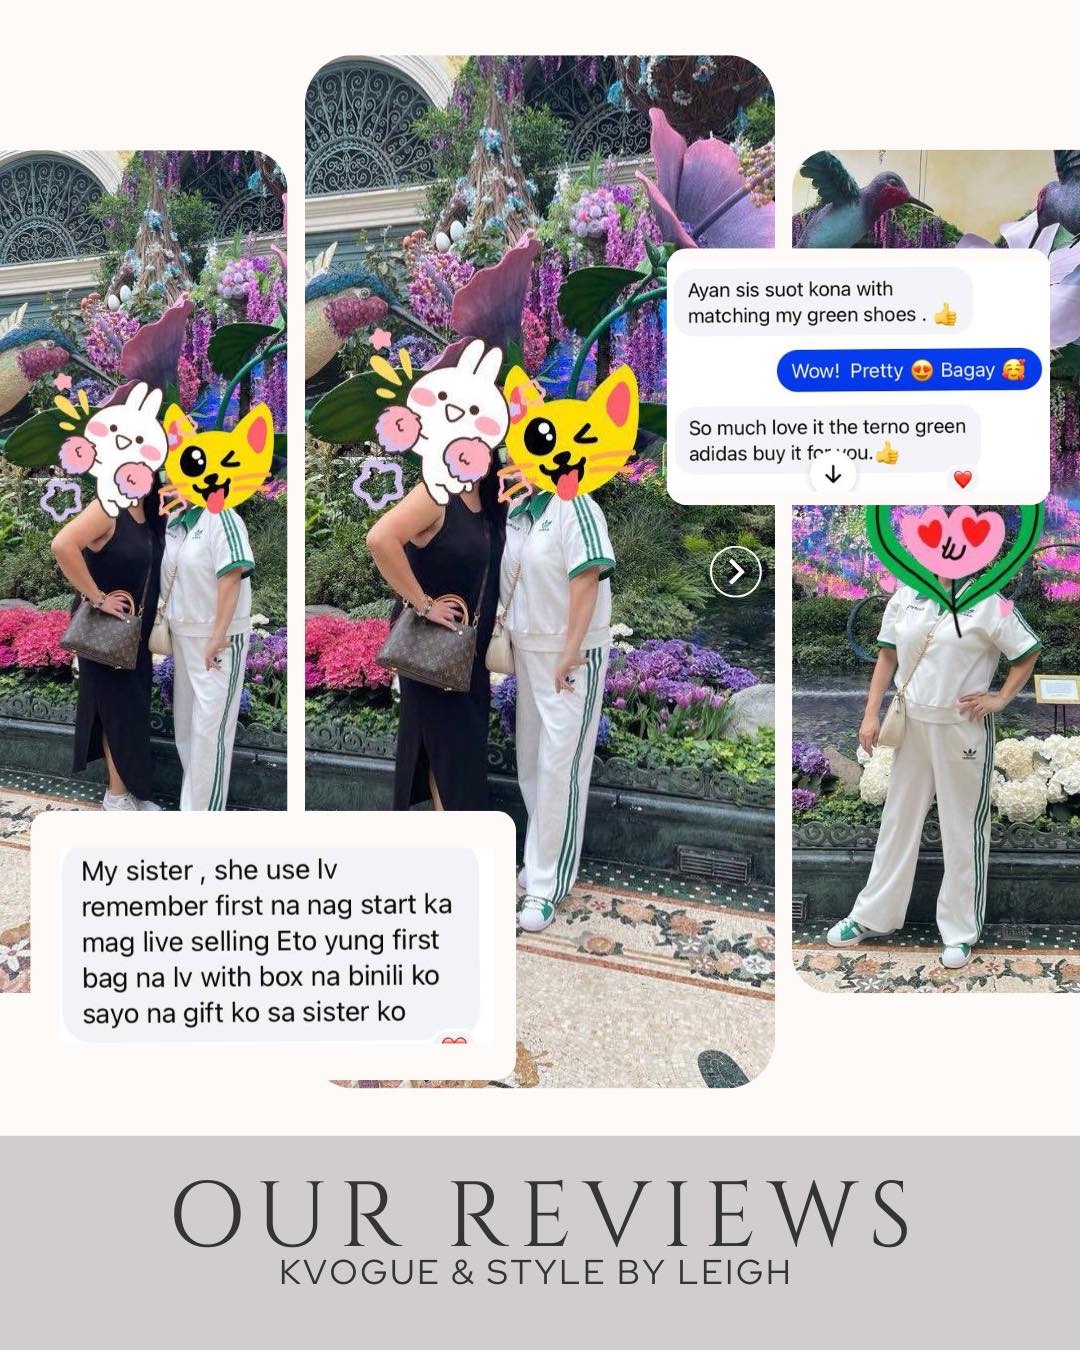 Ayan sis suot kona with
matching my green shoes . 👍
Wow! Pretty 😍 Bagay 🥰
So much love it the terno green
adidas buy it for you. 👍
My sister , she use lv
remember first na nag start ka
mag live selling Eto yung first
bag na lv with box na binili ko
sayo na gift ko sa sister ko
OUR REVIEWS
KVOGUE & STYLE BY LEIGH